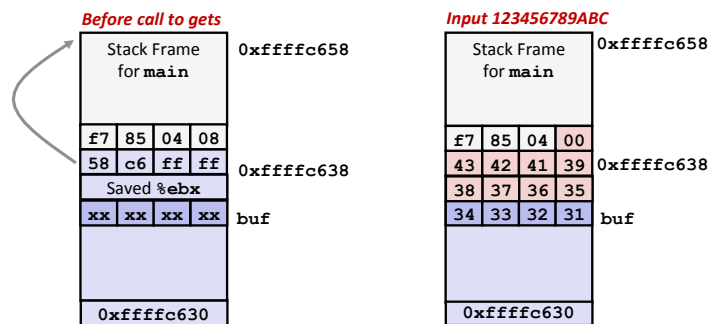 Before call to gets
Stack Frame
for main
0xffffc658
f7 85 04 08
58 c6 ff ff
0xffffc638
Saved %ebx
xx xx xx xx
buf
0xffffc630
Input 123456789ABC
Stack Frame
for main
0xffffc658
f7 85 04 00
43 42 41 39
0xffffc638
38 37 36 35
34 33 32 31
buf
0xffffc630